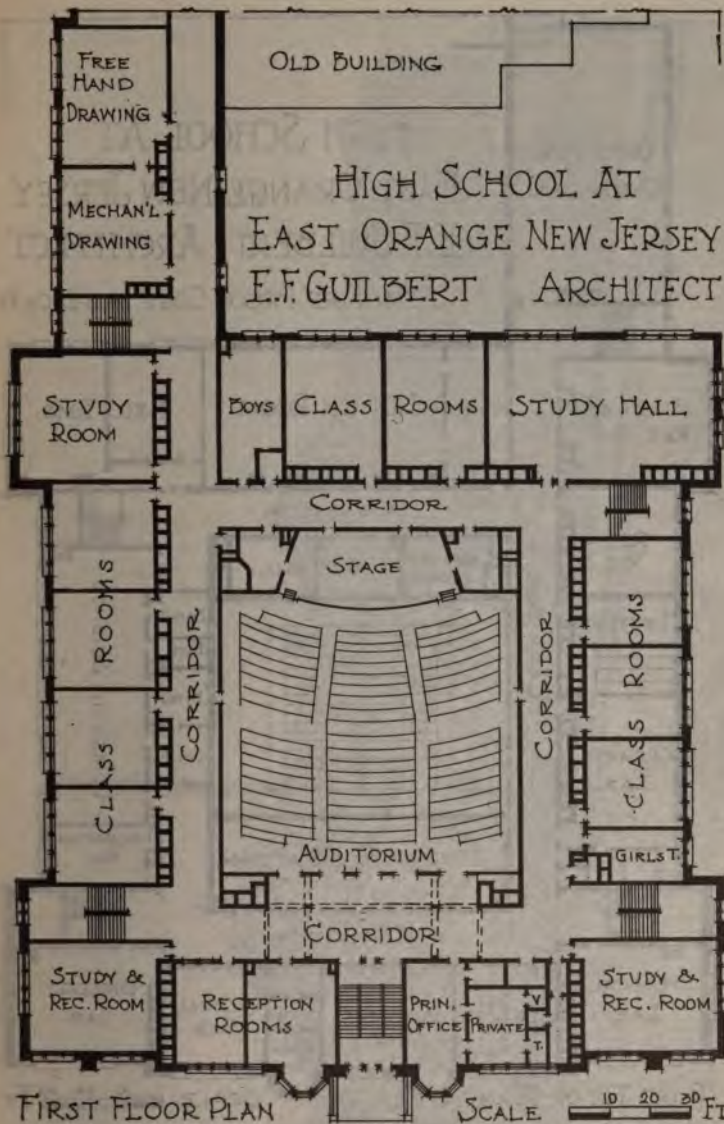 FREE
HAND
DRAWING
OLD BUILDING
MECHAN'L
DRAWING
HIGH SCHOOL AT
EAST ORANGE NEW JERSEY
E.F. GUILBERT ARCHITECT
STVDY
ROOM
BOYS
CLASS ROOMS
STUDY HALL
CORRIDOR
STAGE
CLASS ROOMS
CORRIDOR
CORRIDOR
CLASS ROOMS
AUDITORIUM
GIRLS T.
CORRIDOR
STUDY &
REC. ROOM
RECEPTION
ROOMS
PRIN.
OFFICE
PRIVATE
V
T.
STUDY &
REC. ROOM
FIRST FLOOR PLAN
SCALE
10 20 30 FT